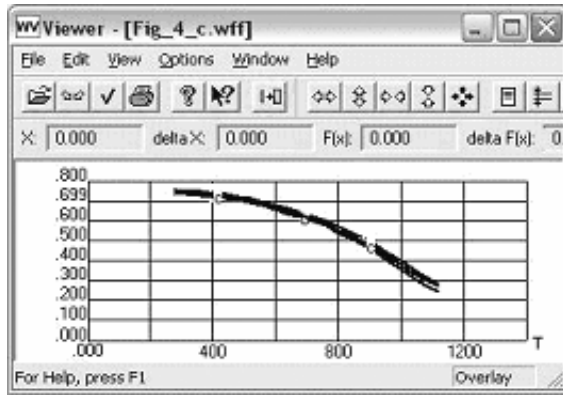 WV Viewer - [Fig_4_c.wff]
File Edit View Options Window Help
X: 0.000 delta X: 0.000 F(x): 0.000 delta F(x): 0.
.800
.699
.600
.500
.400
.300
.200
.100
.000
.000 400 800 1200 T
For Help, press F1 Overlay